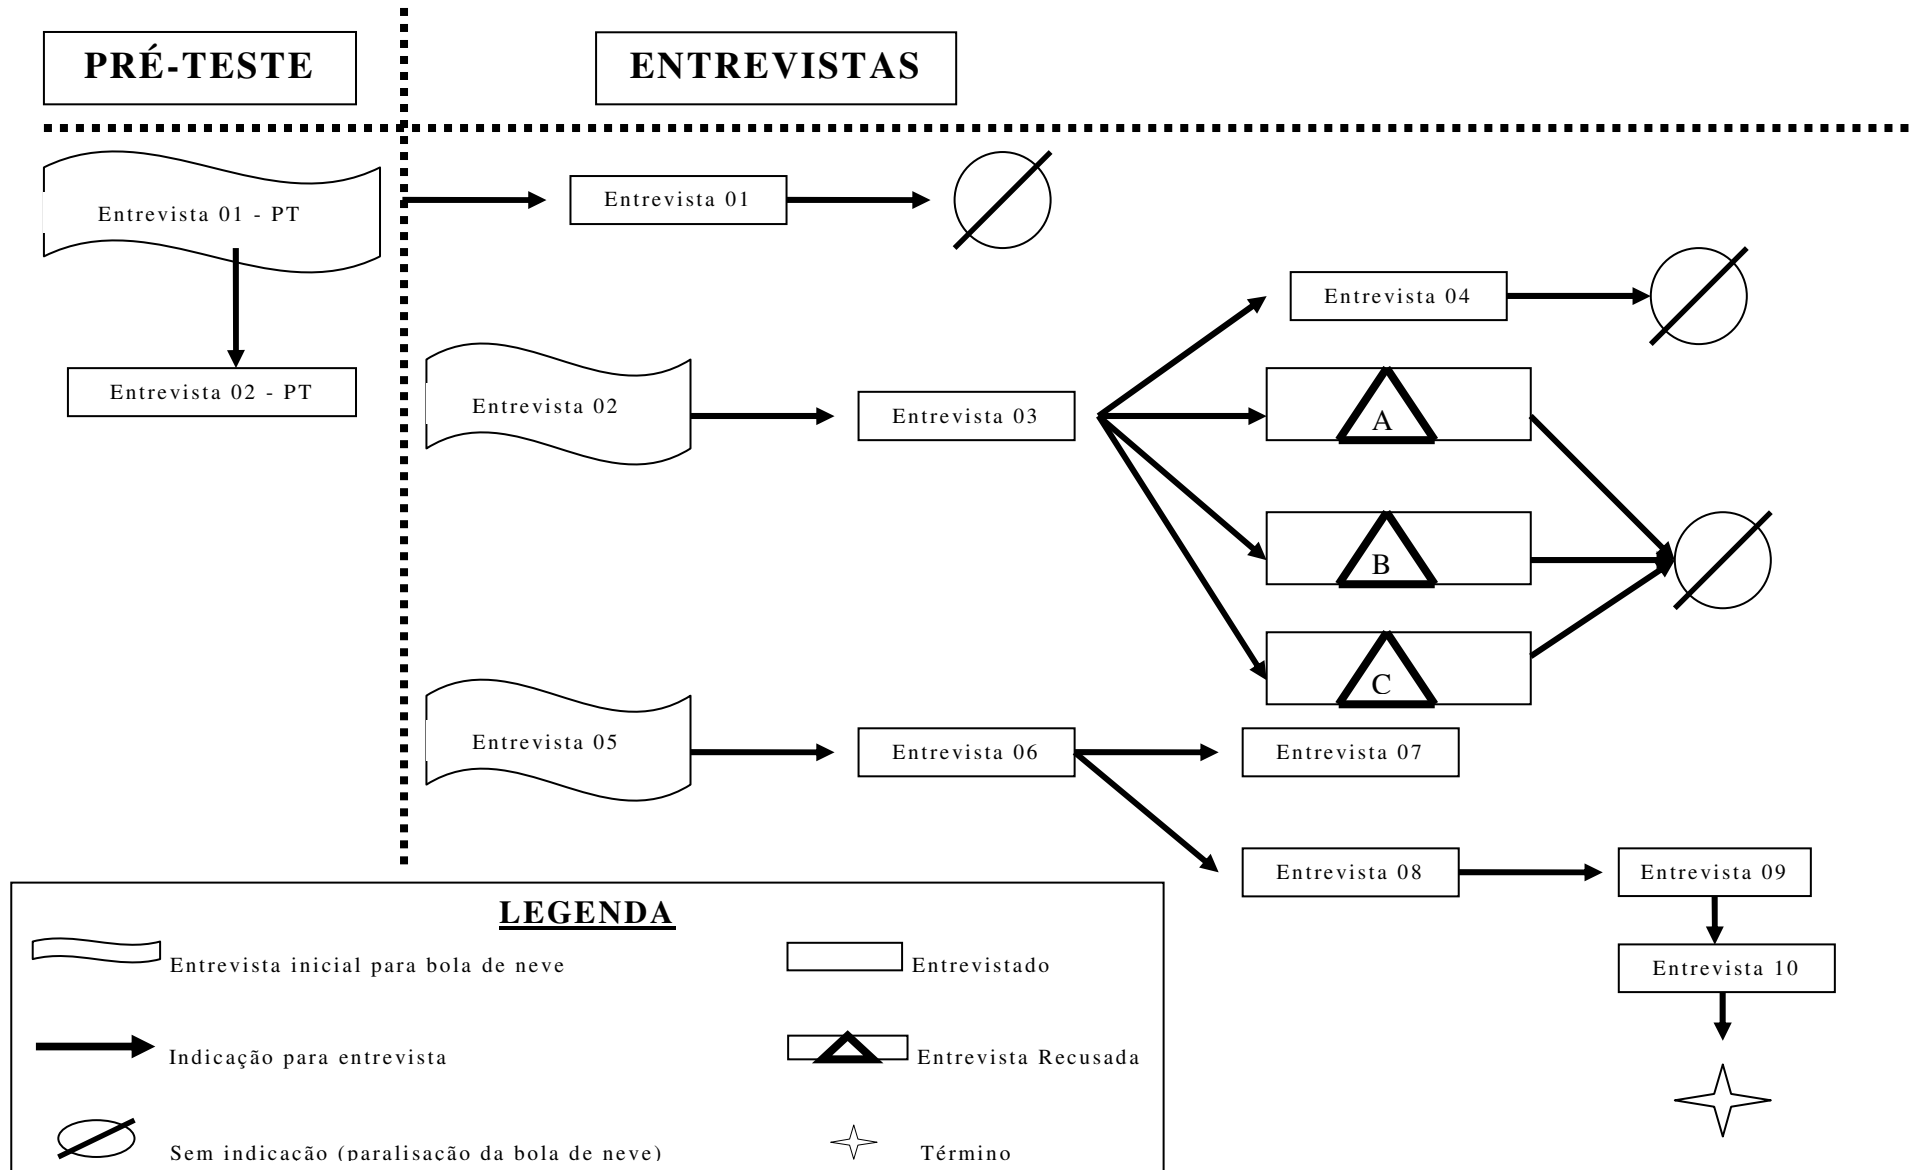 PRÉ-TESTE
ENTREVISTAS
Entrevista 01 - PT
Entrevista 01
Entrevista 04
Entrevista 02 - PT
Entrevista 02
Entrevista 03
A
B
C
Entrevista 05
Entrevista 06
Entrevista 07
Entrevista 08
Entrevista 09
Entrevista 10
LEGENDA
Entrevista inicial para bola de neve
Entrevistado
Indicação para entrevista
Entrevista Recusada
Sem indicação (paralisação da bola de neve)
Término